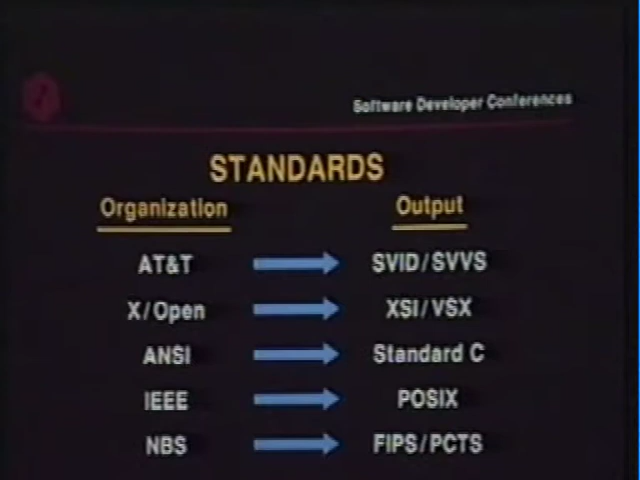 Software Developer Conferences
STANDARDS
Organization Output
AT&T SVID/SVVS
X/Open XSI/VSX
ANSI Standard C
IEEE POSIX
NBS FIPS/PCTS